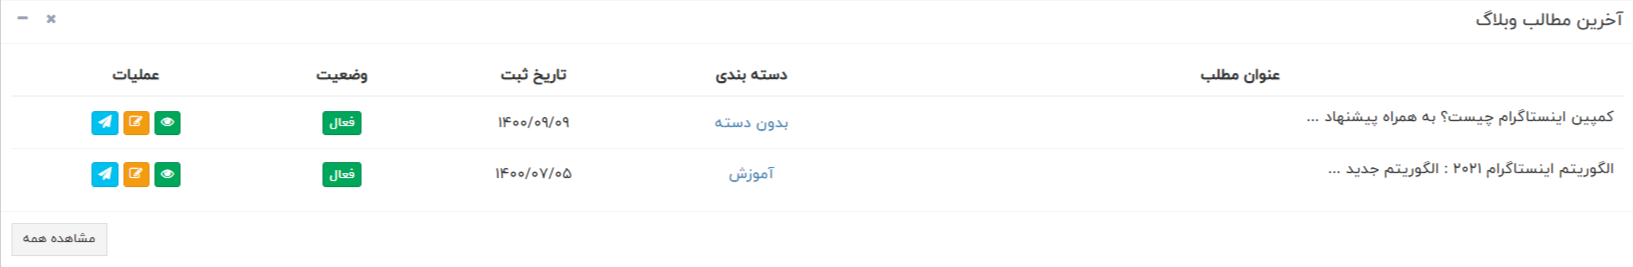 آخرین مطالب وبلاگ
عنوان مطلب دسته بندی تاریخ ثبت وضعیت عملیات
کمپین اینستاگرام چیست؟ به همراه پیشنهاد ... بدون دسته ۱۴۰۰/۰۹/۰۹ فعال
الگوریتم اینستاگرام ۲۰۲۱ : الگوریتم جدید ... آموزش ۱۴۰۰/۰۷/۰۵ فعال
مشاهده همه